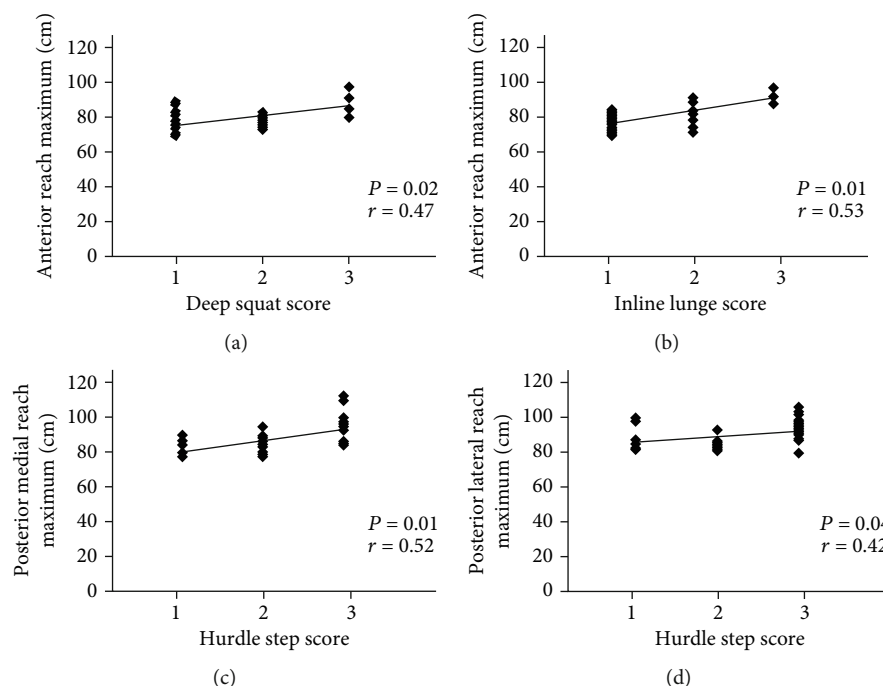 Anterior reach maximum (cm)
120
100
80
60
40
20
0
P = 0.02
r = 0.47
1 2 3
Deep squat score
(a)
Anterior reach maximum (cm)
120
100
80
60
40
20
0
P = 0.01
r = 0.53
1 2 3
Inline lunge score
(b)
Posterior medial reach
maximum (cm)
120
100
80
60
40
20
0
P = 0.01
r = 0.52
1 2 3
Hurdle step score
(c)
Posterior lateral reach
maximum (cm)
120
100
80
60
40
20
0
P = 0.04
r = 0.42
1 2 3
Hurdle step score
(d)